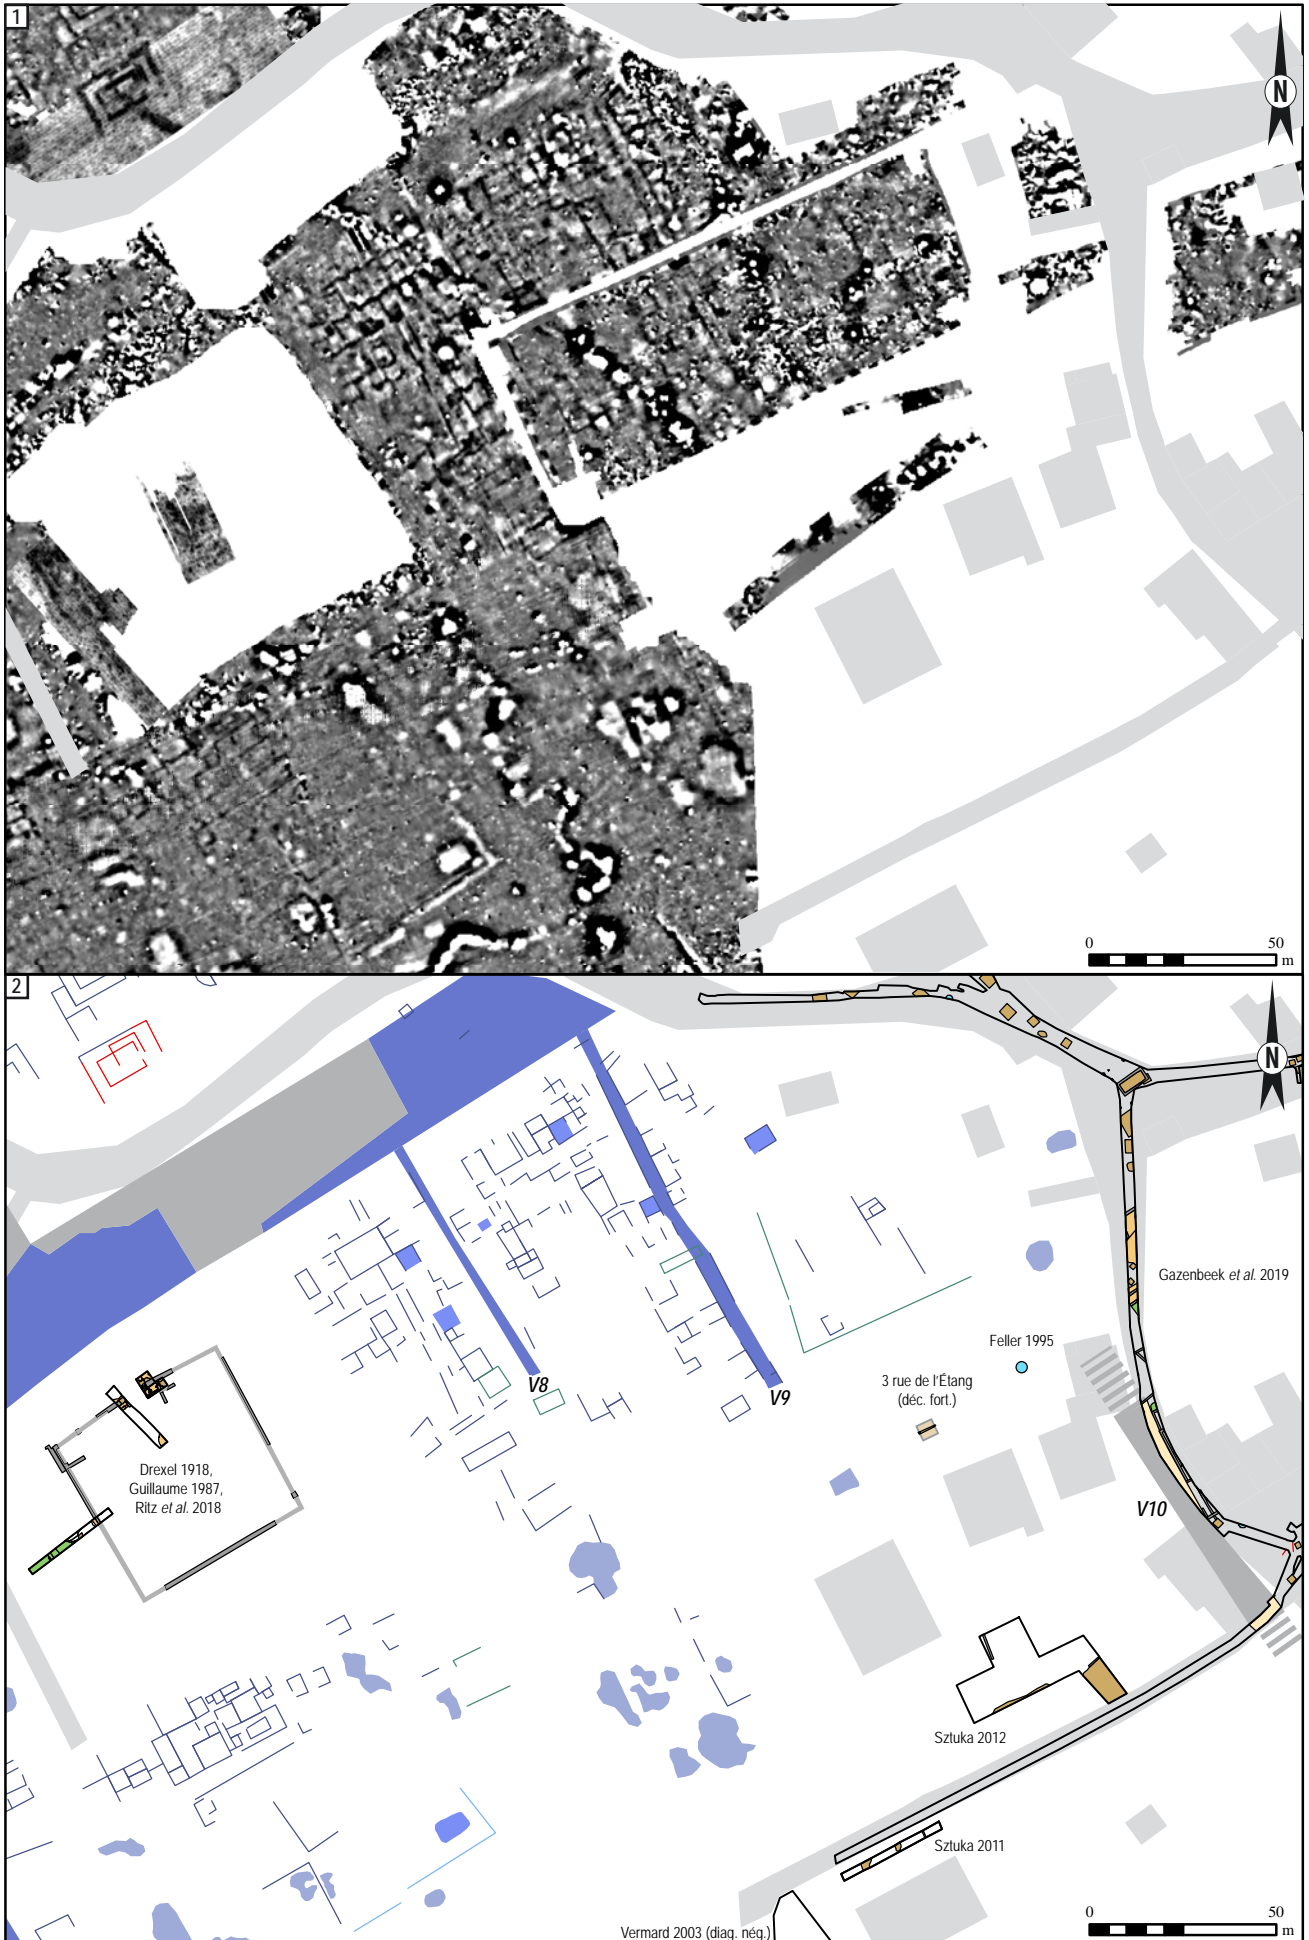 1
N
0 50
m
2
N
Gazenbeek et al. 2019
Feller 1995
3 rue de l'Étang
(déc. fort.)
V8
V9
Drexel 1918,
Guillaume 1987,
Ritz et al. 2018
V10
Sztuka 2012
Sztuka 2011
Vermard 2003 (diag. nég.)
0 50
m